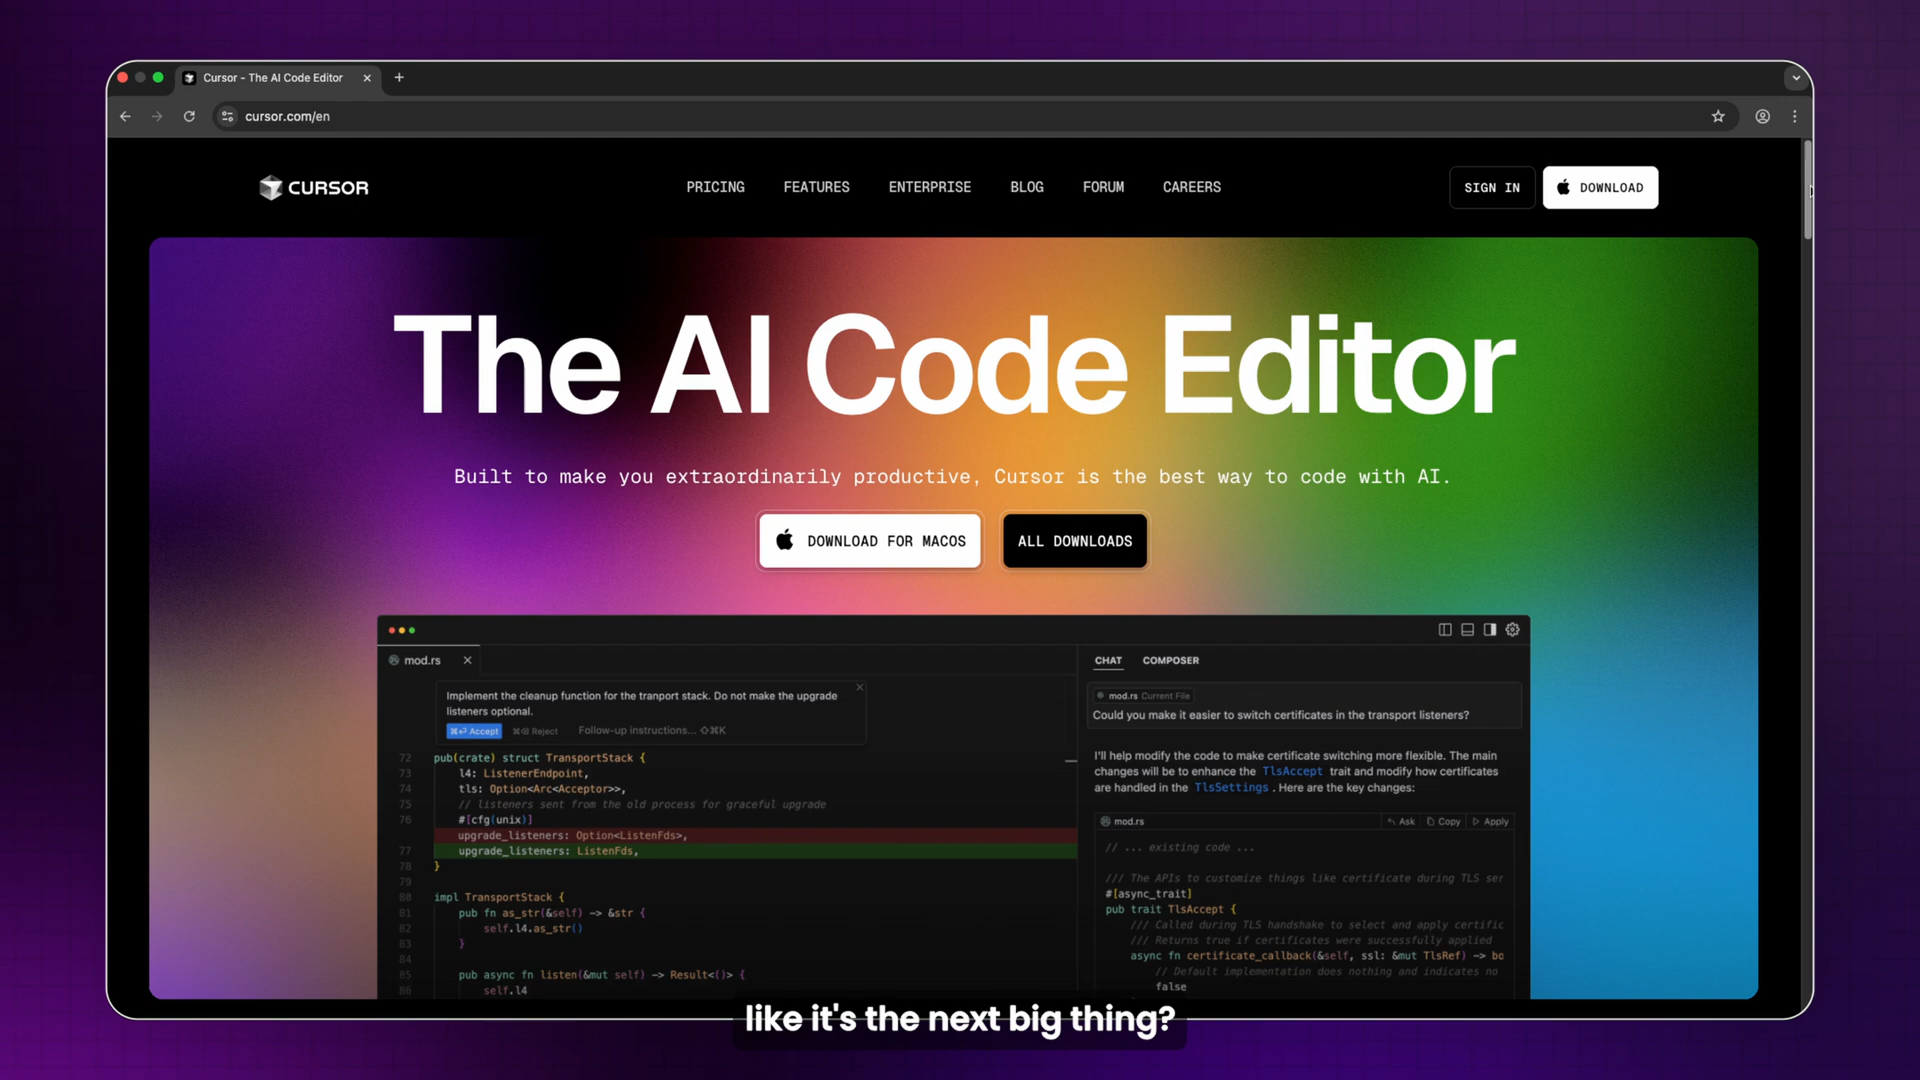 Cursor - The AI Code Editor
cursor.com/en
CURSOR
PRICING FEATURES ENTERPRISE BLOG FORUM CAREERS
SIGN IN DOWNLOAD
The AI Code Editor
Built to make you extraordinarily productive, Cursor is the best way to code with AI.
DOWNLOAD FOR MACOS ALL DOWNLOADS
mod.rs
Implement the cleanup function for the tranport stack. Do not make the upgrade
listeners optional.
Accept Reject Follow-up instructions... ⇧⌘K
72 pub(crate) struct TransportStack {
73 l4: ListenerEndpoint,
74 tls: Option<Arc<Acceptor>>,
75 // listeners sent from the old process for graceful upgrade
76 #[cfg(unix)]
upgrade_listeners: Option<ListenFds>,
77 upgrade_listeners: ListenFds,
78 }
79
80 impl TransportStack {
81 pub fn as_str(&self) -> &str {
82 self.l4.as_str()
83 }
84
85 pub async fn listen(&mut self) -> Result<()> {
86 self.l4
CHAT COMPOSER
mod.rs Current File
Could you make it easier to switch certificates in the transport listeners?
I'll help modify the code to make certificate switching more flexible. The main
changes will be to enhance the TlsAccept trait and modify how certificates
are handled in the TlsSettings . Here are the key changes:
mod.rs Ask Copy Apply
// ... existing code ...
/// The APIs to customize things like certificate during TLS ser
#[async_trait]
pub trait TlsAccept {
/// Called during TLS handshake to select and apply certific
/// Returns true if certificates were successfully applied
async fn certificate_callback(&self, ssl: &mut TlsRef) -> bo
// Default implementation does nothing and indicates no
false
like it's the next big thing?